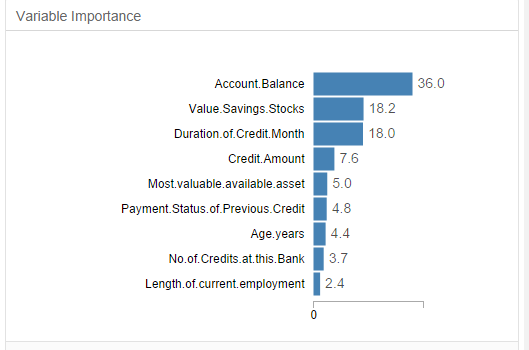 Variable Importance
Account.Balance 36.0
Value.Savings.Stocks 18.2
Duration.of.Credit.Month 18.0
Credit.Amount 7.6
Most.valuable.available.asset 5.0
Payment.Status.of.Previous.Credit 4.8
Age.years 4.4
No.of.Credits.at.this.Bank 3.7
Length.of.current.employment 2.4
0